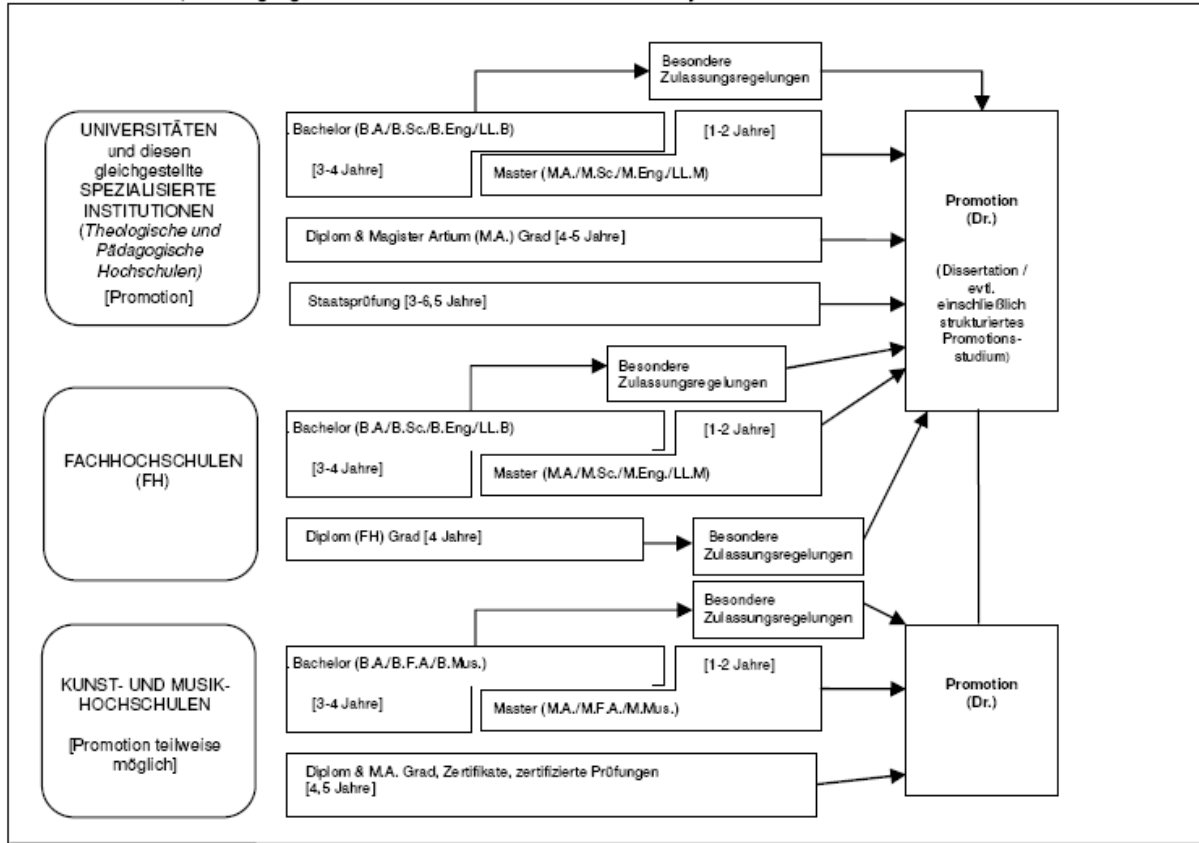 Besondere
Zulassungsregelungen
UNIVERSITÄTEN
und diesen
gleichgestellte
SPEZIALISIERTE
INSTITUTIONEN
(Theologische und
Pädagogische
Hochschulen)
[Promotion]
. Bachelor (B.A./B.Sc./B.Eng./LL.B)
[3-4 Jahre]
[1-2 Jahre]
Master (M.A./M.Sc./M.Eng./LL.M)
Diplom & Magister Artium (M.A.) Grad [4-5 Jahre]
Staatsprüfung [3-6,5 Jahre]
Promotion
(Dr.)
(Dissertation /
evtl.
einschließlich
strukturiertes
Promotions-
studium)
FACHHOCHSCHULEN
(FH)
Besondere
Zulassungsregelungen
. Bachelor (B.A./B.Sc./B.Eng./LL.B)
[3-4 Jahre]
[1-2 Jahre]
Master (M.A./M.Sc./M.Eng./LL.M)
Diplom (FH) Grad [4 Jahre]
Besondere
Zulassungsregelungen
KUNST- UND MUSIK-
HOCHSCHULEN
[Promotion teilweise
möglich]
Besondere
Zulassungsregelungen
. Bachelor (B.A./B.F.A./B.Mus.)
[3-4 Jahre]
[1-2 Jahre]
Master (M.A./M.F.A./M.Mus.)
Diplom & M.A. Grad, Zertifikate, zertifizierte Prüfungen
[4,5 Jahre]
Promotion
(Dr.)